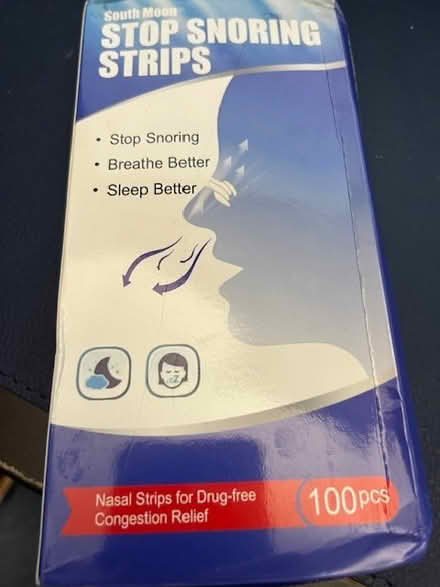 South Moon
STOP SNORING
STRIPS
• Stop Snoring
• Breathe Better
• Sleep Better
Nasal Strips for Drug-free
Congestion Relief
100pcs